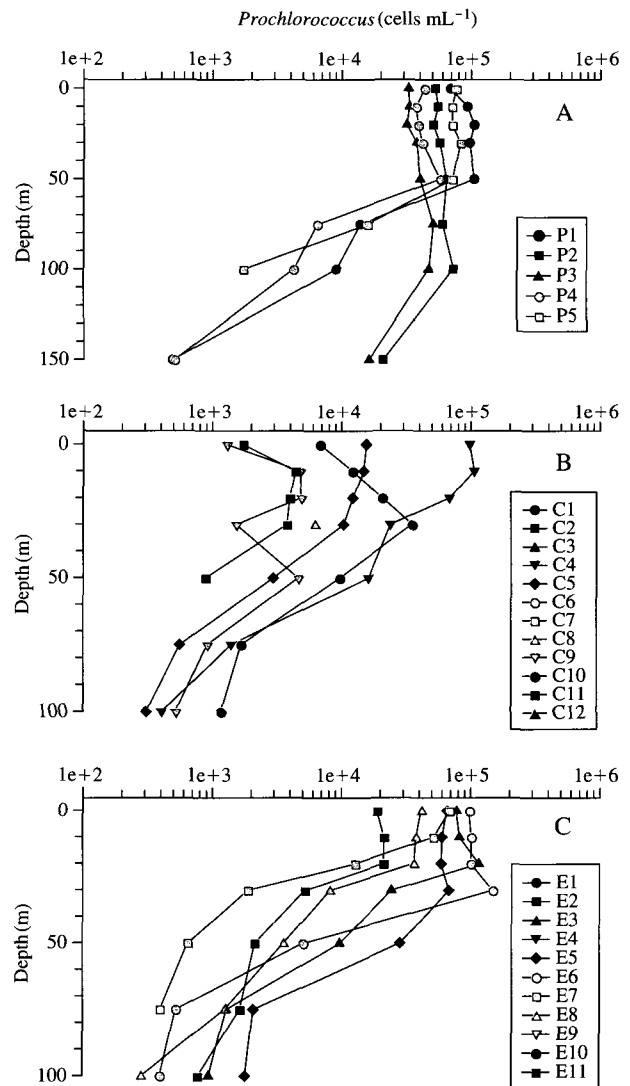 Prochlorococcus (cells mL⁻¹)
1e+2 1e+3 1e+4 1e+5 1e+6
0
50
100
150
Depth (m)
A
P1
P2
P3
P4
P5
1e+2 1e+3 1e+4 1e+5 1e+6
0
50
100
Depth (m)
B
C1
C2
C3
C4
C5
C6
C7
C8
C9
C10
C11
C12
1e+2 1e+3 1e+4 1e+5 1e+6
0
50
100
Depth (m)
C
E1
E2
E3
E4
E5
E6
E7
E8
E9
E10
E11